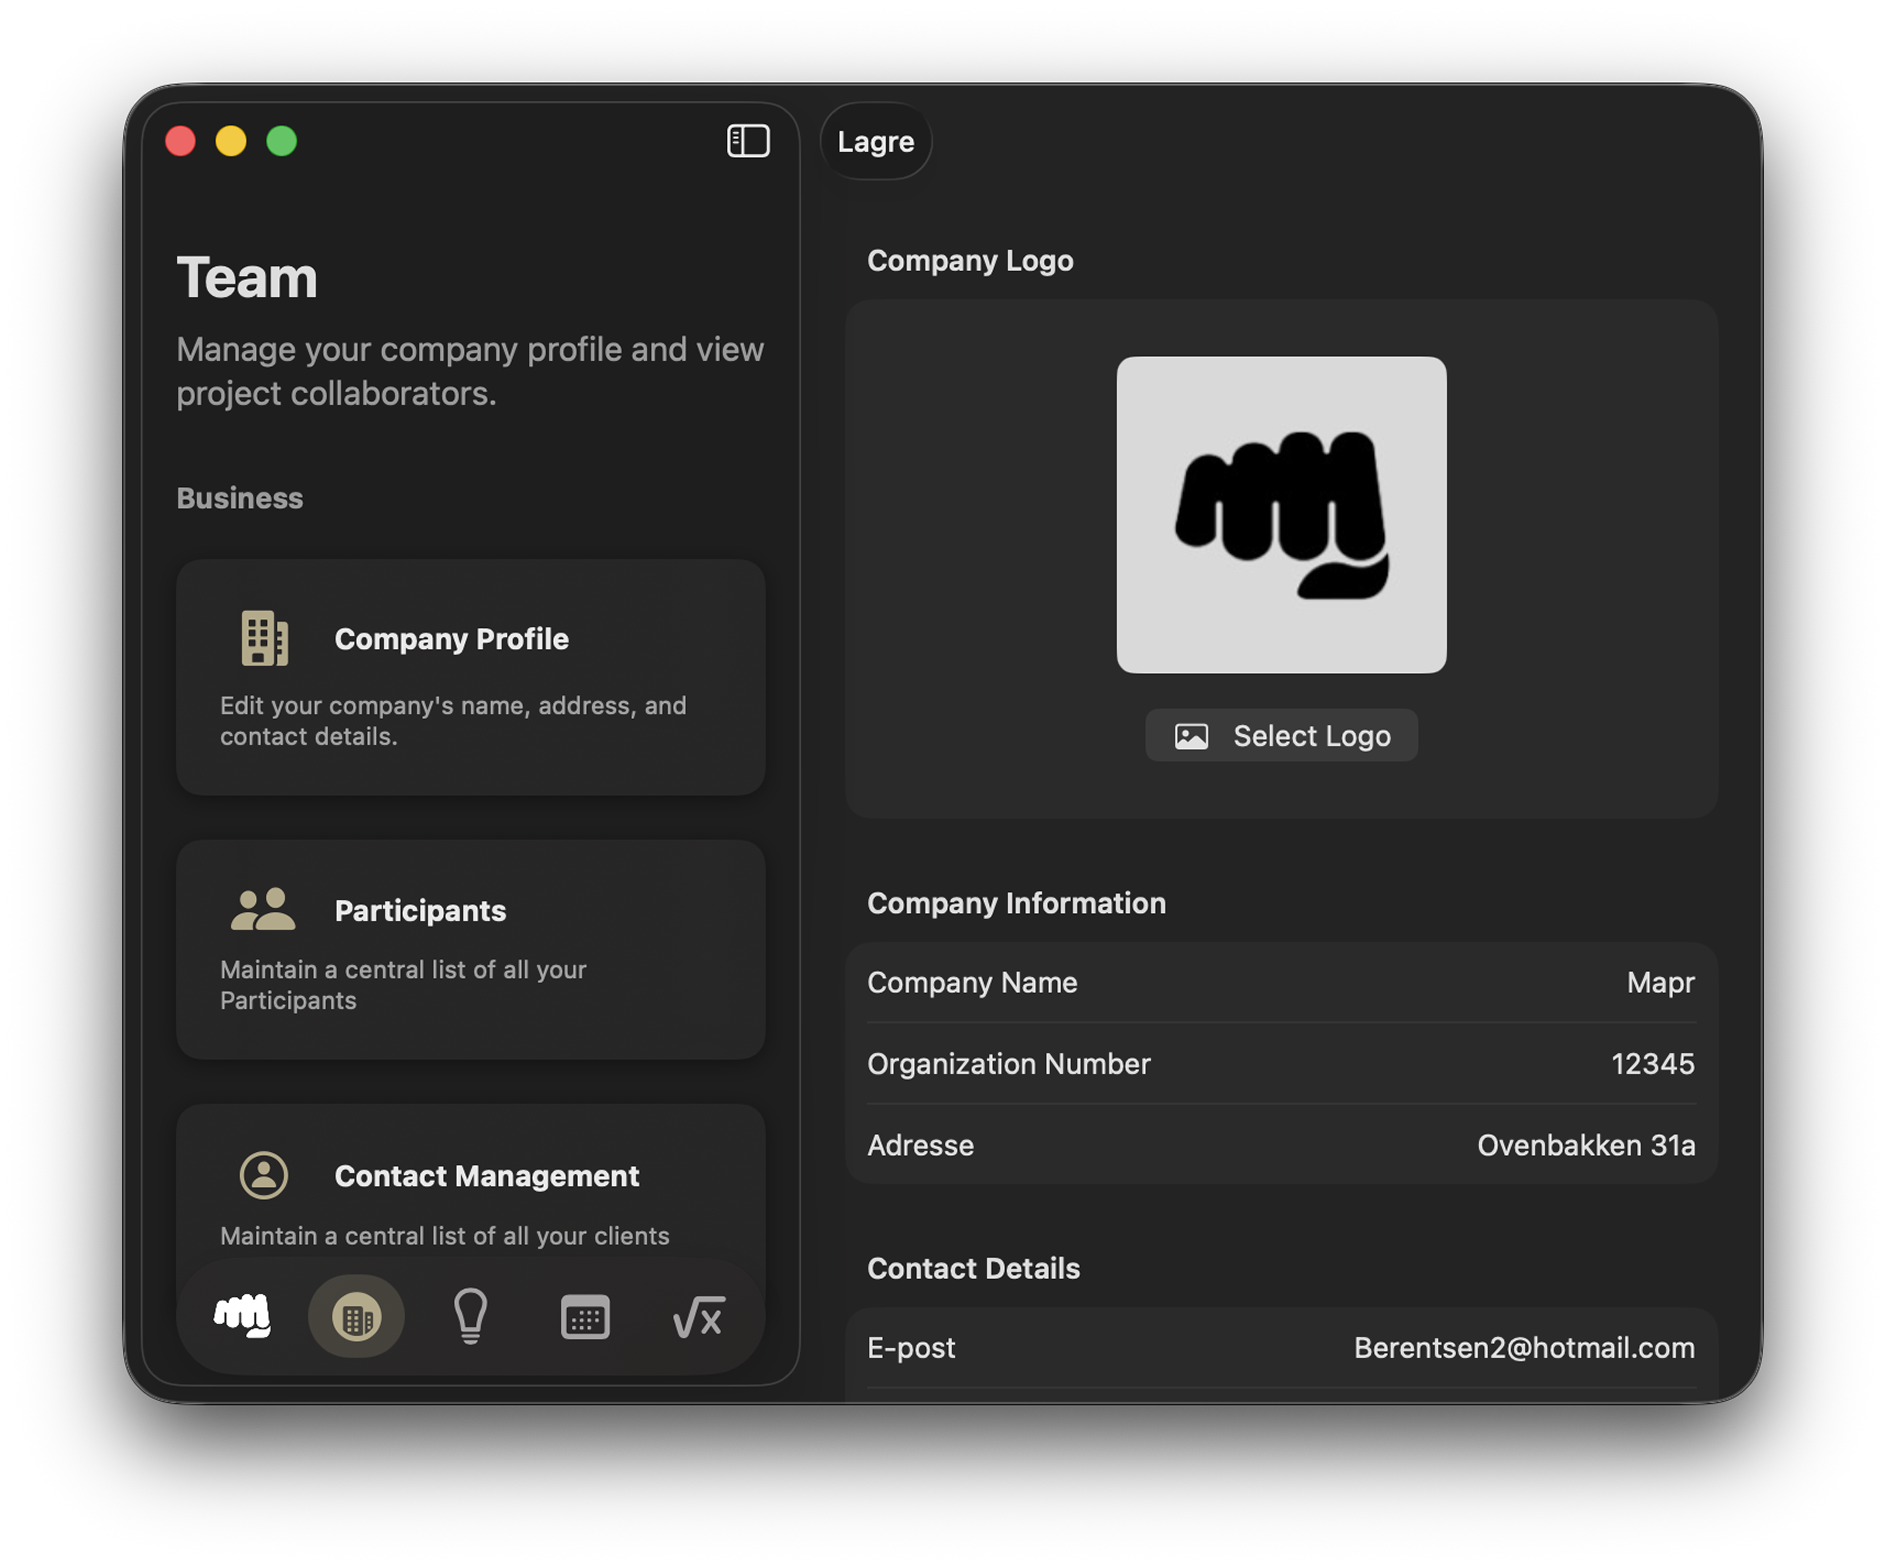 Team
Manage your company profile and view
project collaborators.
Business
Company Profile
Edit your company's name, address, and
contact details.
Participants
Maintain a central list of all your
Participants
Contact Management
Maintain a central list of all your clients
√x
Lagre
Company Logo
Select Logo
Company Information
Company Name Mapr
Organization Number 12345
Adresse Ovenbakken 31a
Contact Details
E-post Berentsen2@hotmail.com